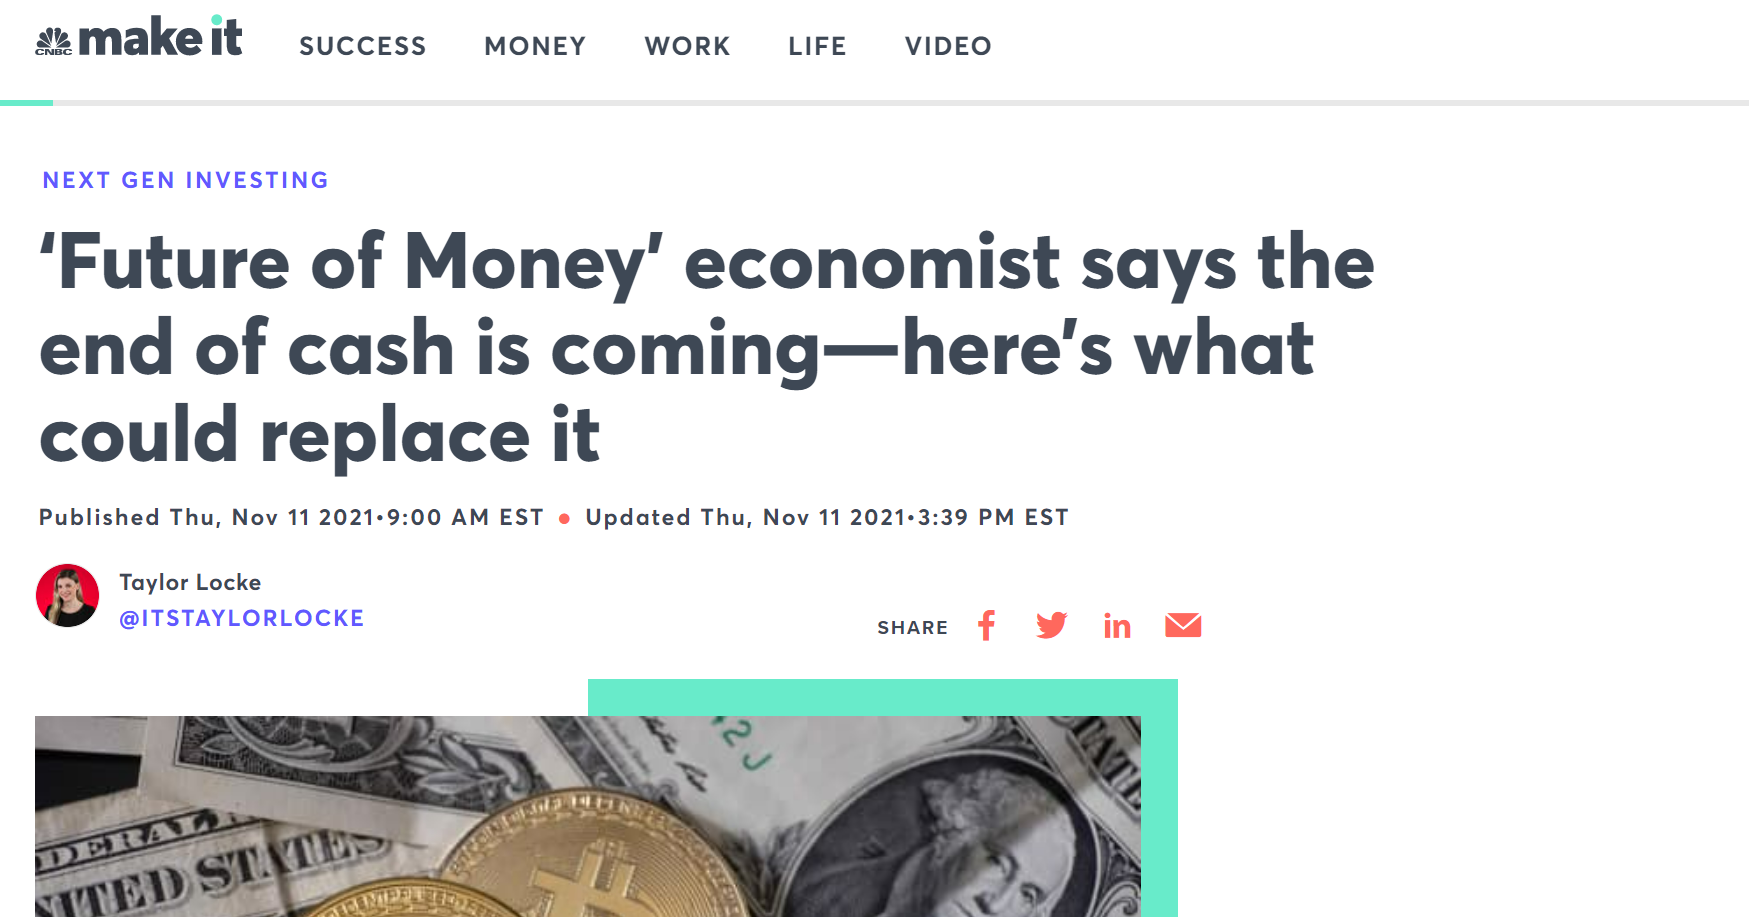 CNBC make it SUCCESS MONEY WORK LIFE VIDEO
NEXT GEN INVESTING
‘Future of Money’ economist says the
end of cash is coming—here’s what
could replace it
Published Thu, Nov 11 2021•9:00 AM EST ● Updated Thu, Nov 11 2021•3:39 PM EST
Taylor Locke
@ITSTAYLORLOCKE
SHARE f in
UNITED STATES